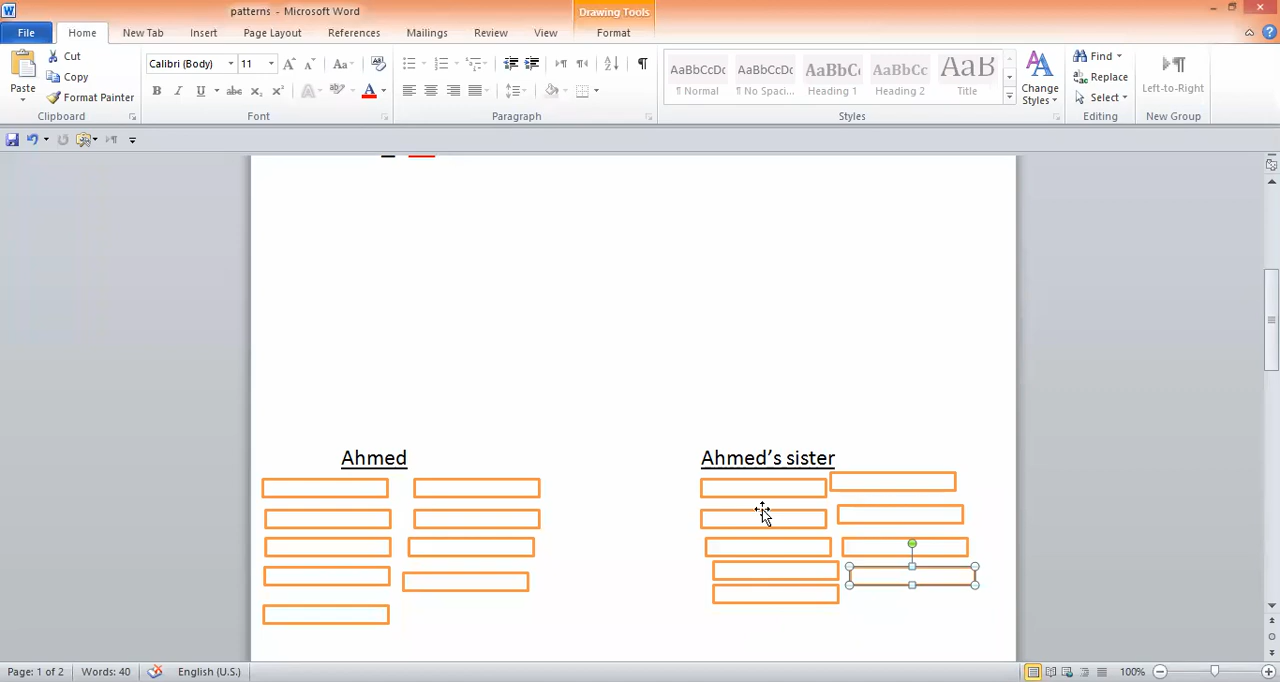 patterns - Microsoft Word
Drawing Tools
File Home New Tab Insert Page Layout References Mailings Review View Format
Paste
Cut
Copy
Format Painter
Clipboard
Calibri (Body) 11
Font
Paragraph
AaBbCcDc AaBbCcDc AaBbC AaBbCc AaB
¶ Normal ¶ No Spaci... Heading 1 Heading 2 Title
Change
Styles
Styles
Find
Replace
Select
Editing
Left-to-Right
New Group
Ahmed Ahmed's sister
Page: 1 of 2 Words: 40 English (U.S.) 100%